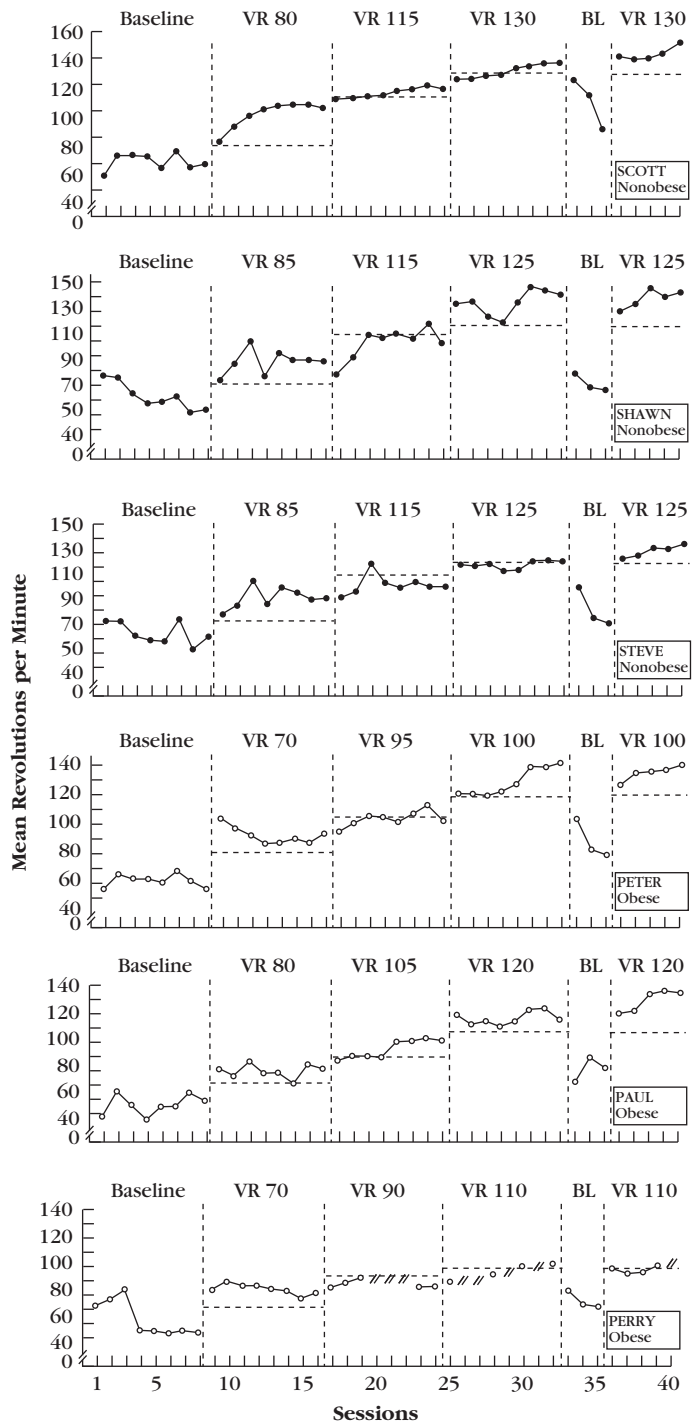 Baseline VR 80 VR 115 VR 130 BL VR 130
160
140
120
100
80
60
40
0
SCOTT
Nonobese
Baseline VR 85 VR 115 VR 125 BL VR 125
150
130
110
90
70
50
40
0
SHAWN
Nonobese
Baseline VR 85 VR 115 VR 125 BL VR 125
150
130
110
90
70
60
40
0
STEVE
Nonobese
Mean Revolutions per Minute
Baseline VR 70 VR 95 VR 100 BL VR 100
140
120
100
80
60
40
0
PETER
Obese
Baseline VR 80 VR 105 VR 120 BL VR 120
140
120
100
80
60
40
0
PAUL
Obese
Baseline VR 70 VR 90 VR 110 BL VR 110
140
120
100
80
60
40
0
PERRY
Obese
1 5 10 15 20 25 30 35 40
Sessions